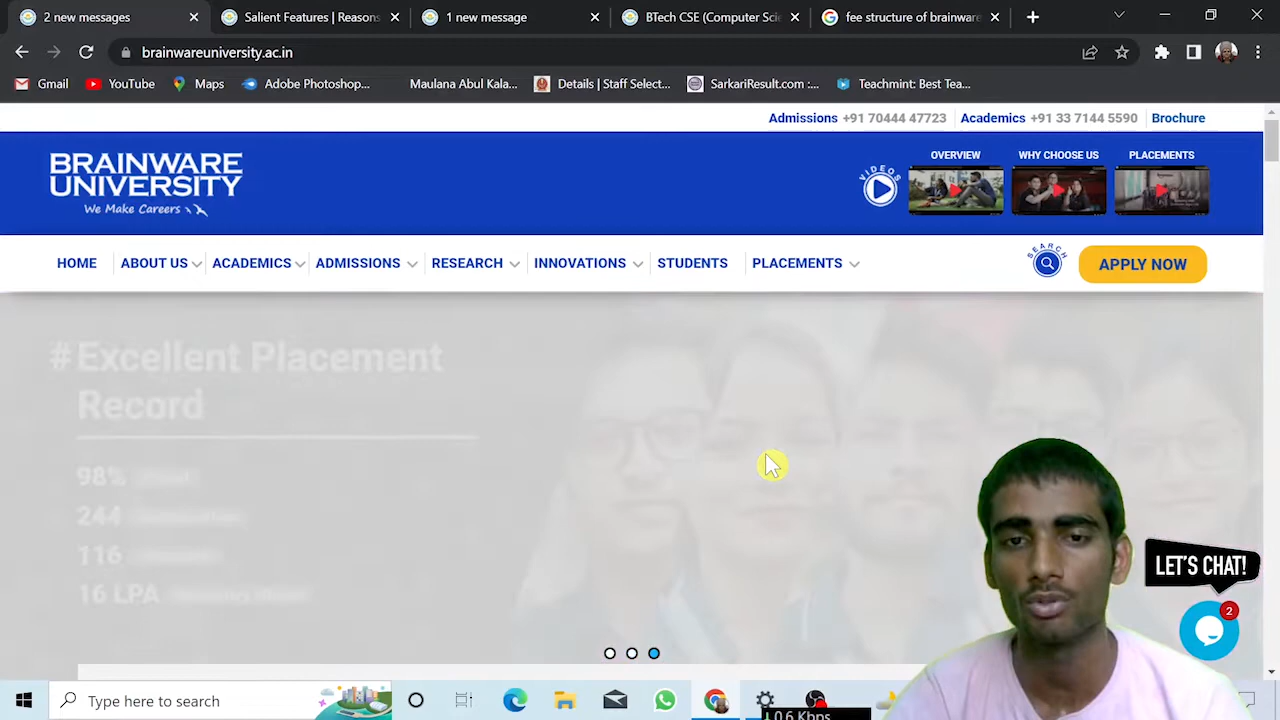 2 new messages
Salient Features | Reasons
1 new message
BTech CSE (Computer Sci
fee structure of brainware
brainwareuniversity.ac.in
Gmail
YouTube
Maps
Adobe Photoshop...
Maulana Abul Kala...
Details | Staff Select...
SarkariResult.com :...
Teachmint: Best Tea...
Admissions +91 70444 47723
Academics +91 33 7144 5590
Brochure
BRAINWARE
UNIVERSITY
We Make Careers
VIDEOS
OVERVIEW
WHY CHOOSE US
PLACEMENTS
HOME
ABOUT US
ACADEMICS
ADMISSIONS
RESEARCH
INNOVATIONS
STUDENTS
PLACEMENTS
SEARCH
APPLY NOW
#Excellent Placement
Record
98%
244
116
16 LPA
LET'S CHAT!
2
Type here to search
0.6 Kbps